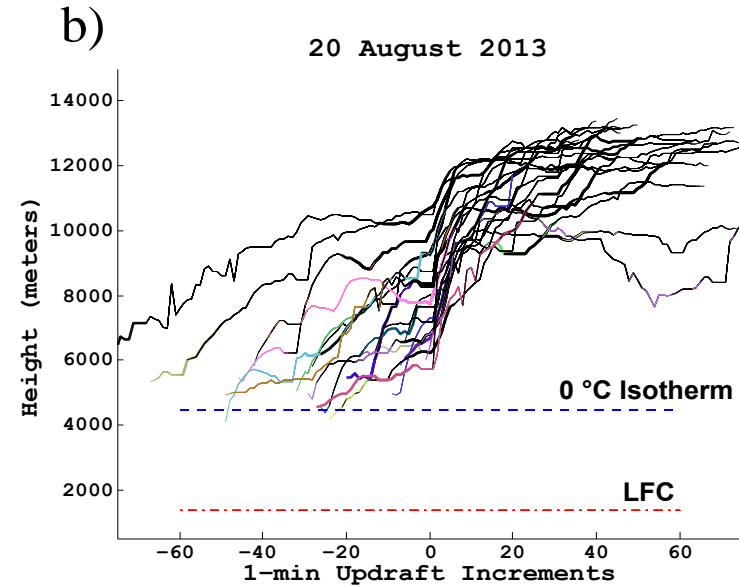 b)
20 August 2013
Height (meters)
14000
12000
10000
8000
6000
4000
2000
0 °C Isotherm
LFC
−60 −40 −20 0 20 40 60
1−min Updraft Increments